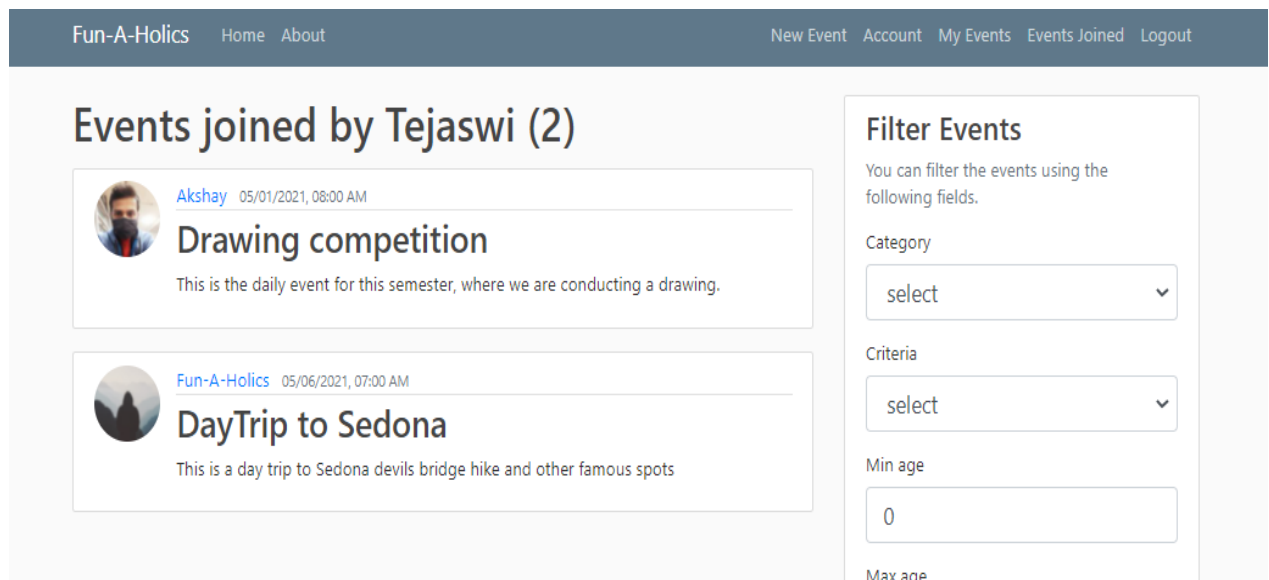 Fun-A-Holics Home About New Event Account My Events Events Joined Logout
Events joined by Tejaswi (2)
Akshay 05/01/2021, 08:00 AM
Drawing competition
This is the daily event for this semester, where we are conducting a drawing.
Fun-A-Holics 05/06/2021, 07:00 AM
DayTrip to Sedona
This is a day trip to Sedona devils bridge hike and other famous spots
Filter Events
You can filter the events using the
following fields.
Category
select
Criteria
select
Min age
0
Max age